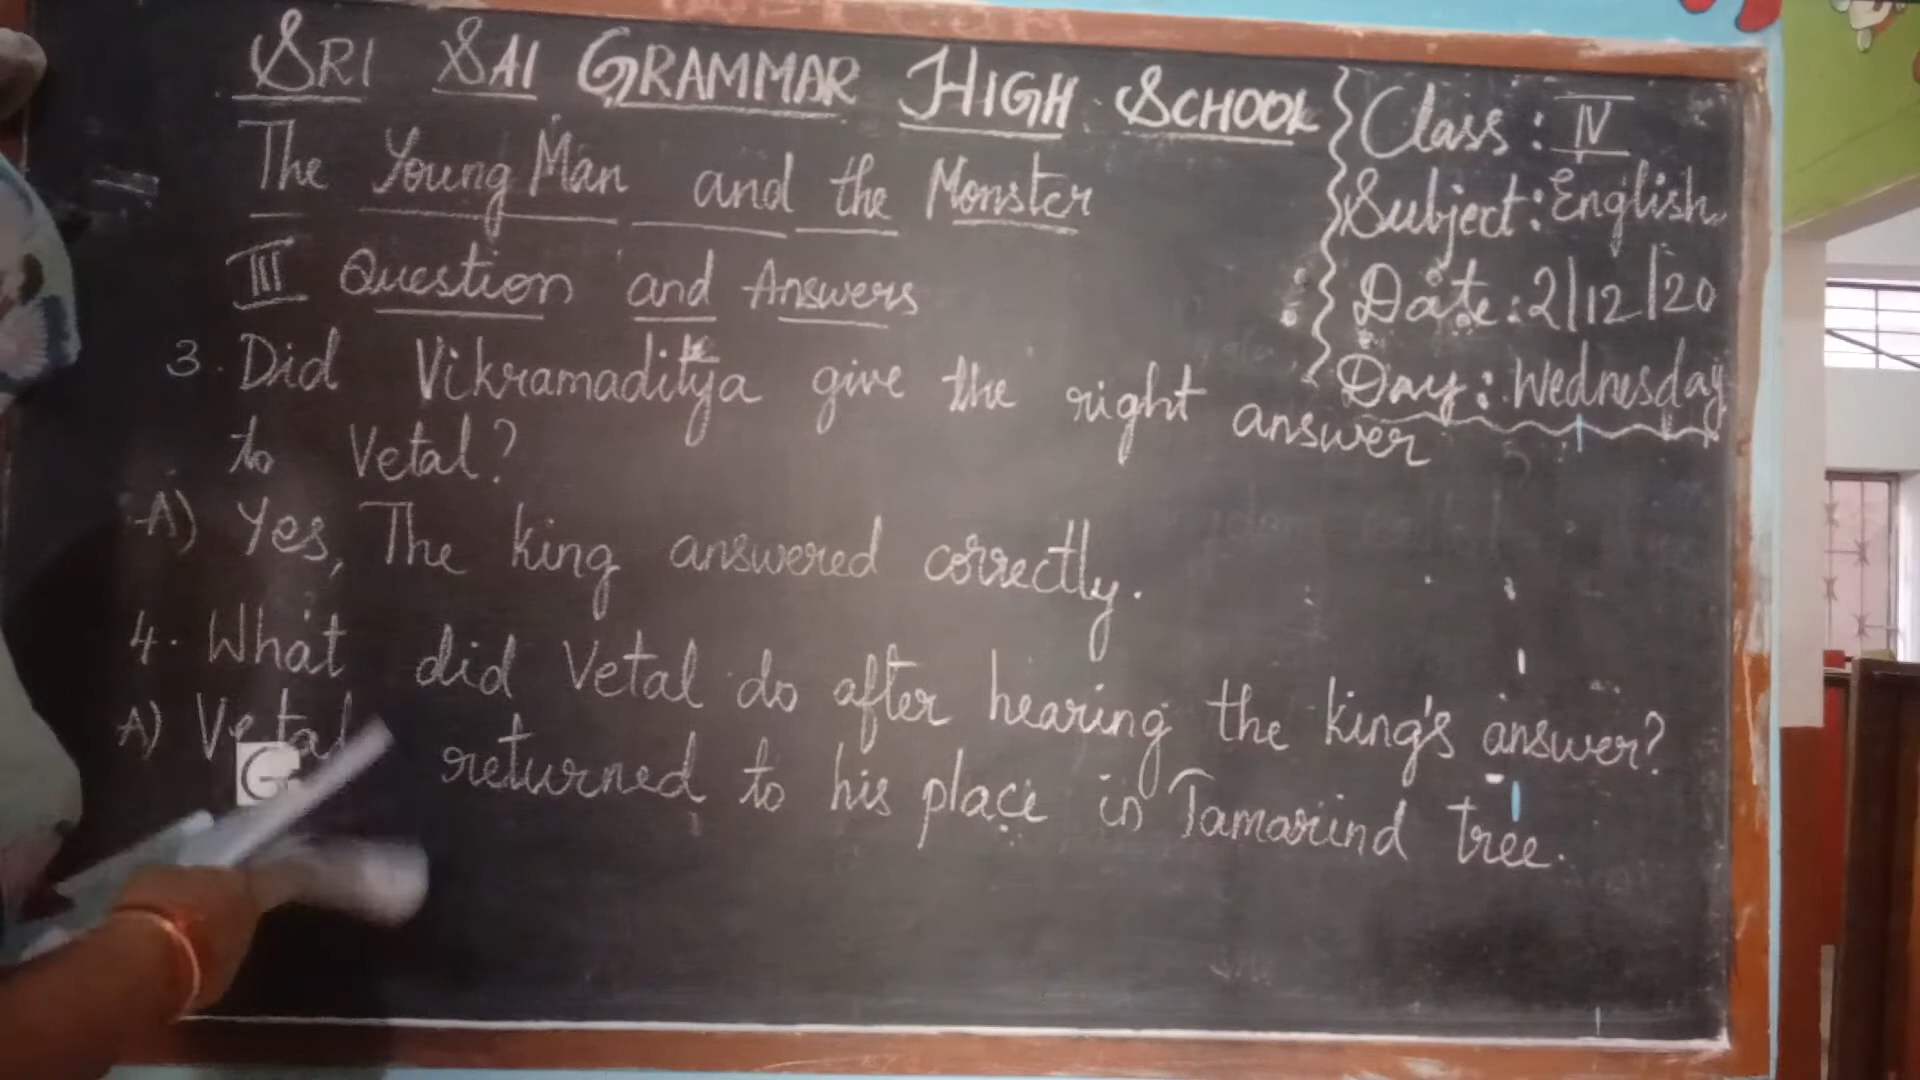 SRI SAI GRAMMAR HIGH SCHOOL
Class: IV
Subject: English
Date: 2/12/20
Day: Wednesday
The Young Man and the Monster
III Question and Answers
3. Did Vikramaditya give the right answer
to Vetal?
A) Yes, The king answered correctly.
4. What did Vetal do after hearing the king's answer?
A) Vetal returned to his place in Tamarind tree.